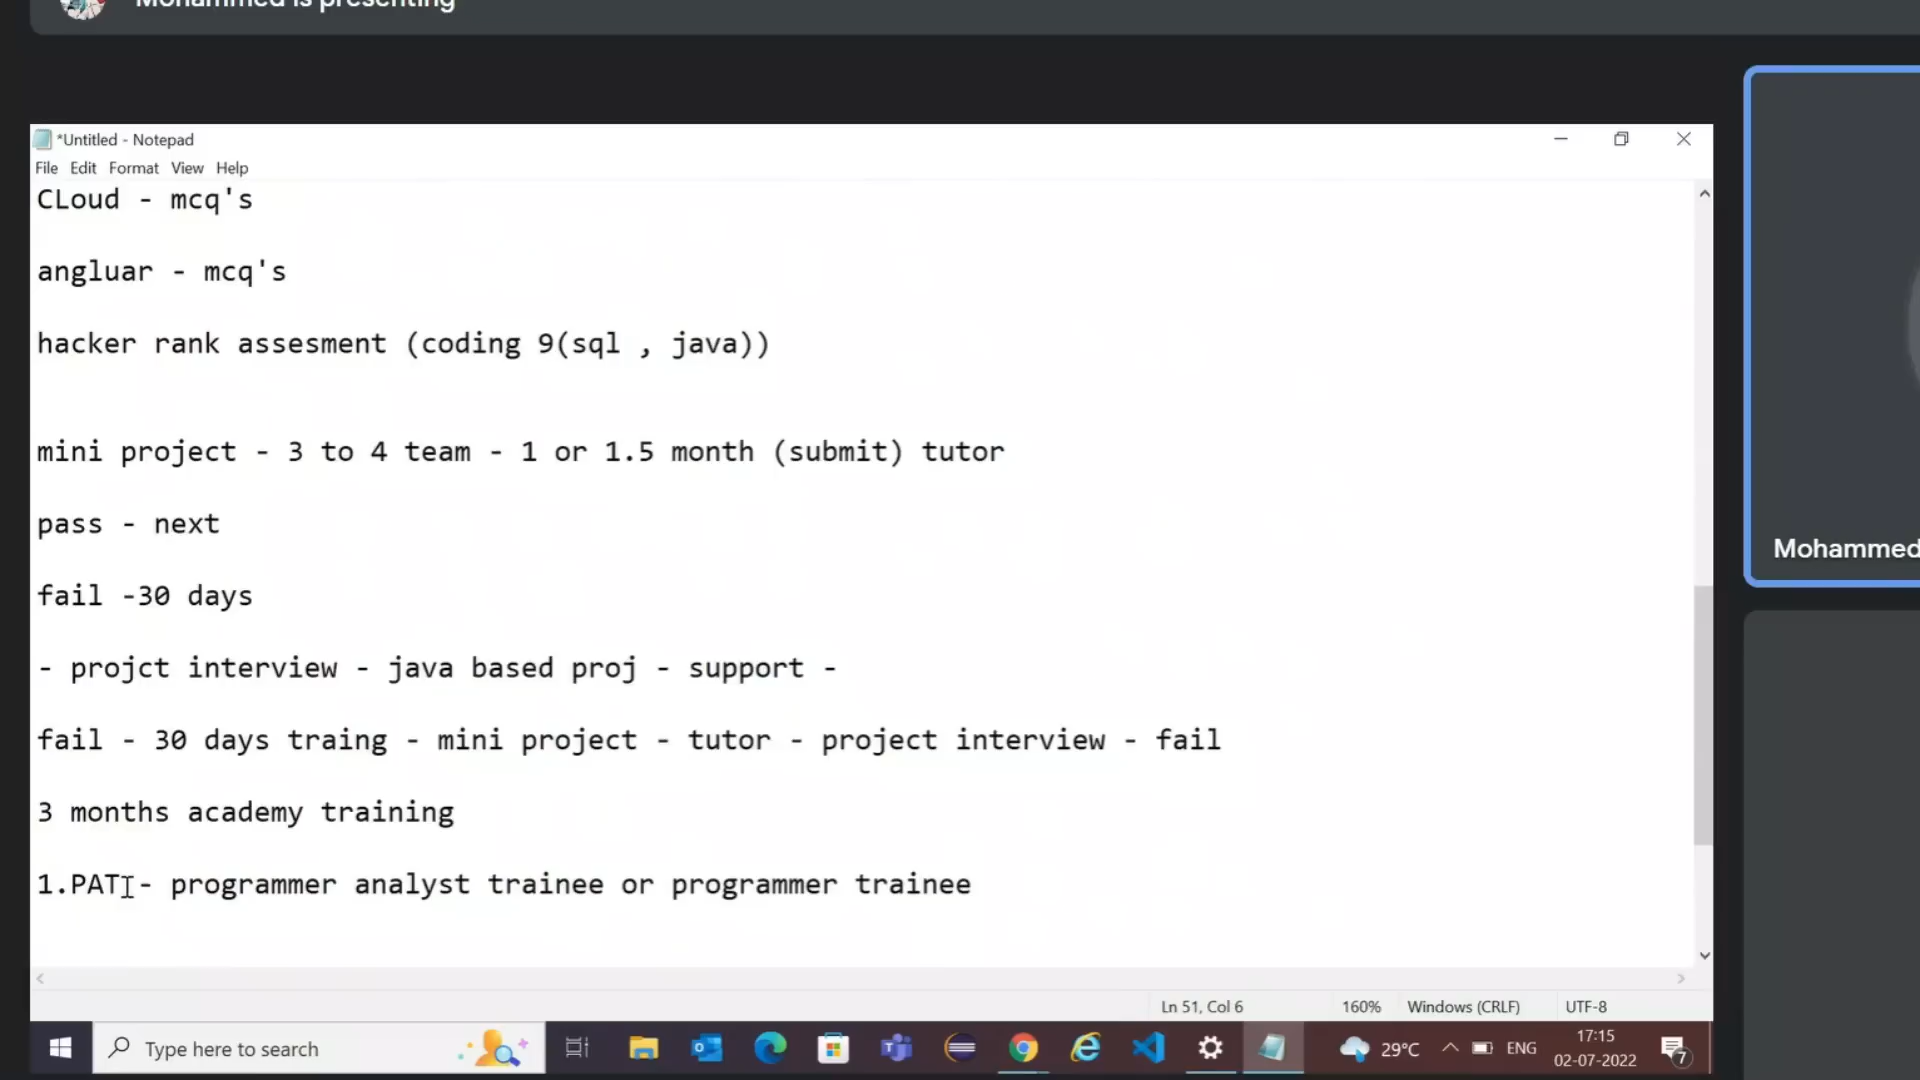 Mohammed is presenting
*Untitled - Notepad
File Edit Format View Help
CLoud - mcq's
angluar - mcq's
hacker rank assesment (coding 9(sql , java))
mini project - 3 to 4 team - 1 or 1.5 month (submit) tutor
pass - next
fail -30 days
- projct interview - java based proj - support -
fail - 30 days traing - mini project - tutor - project interview - fail
3 months academy training
1.PAT - programmer analyst trainee or programmer trainee
Mohammed
Ln 51, Col 6 160% Windows (CRLF) UTF-8
Type here to search
29°C ENG 17:15
02-07-2022
7